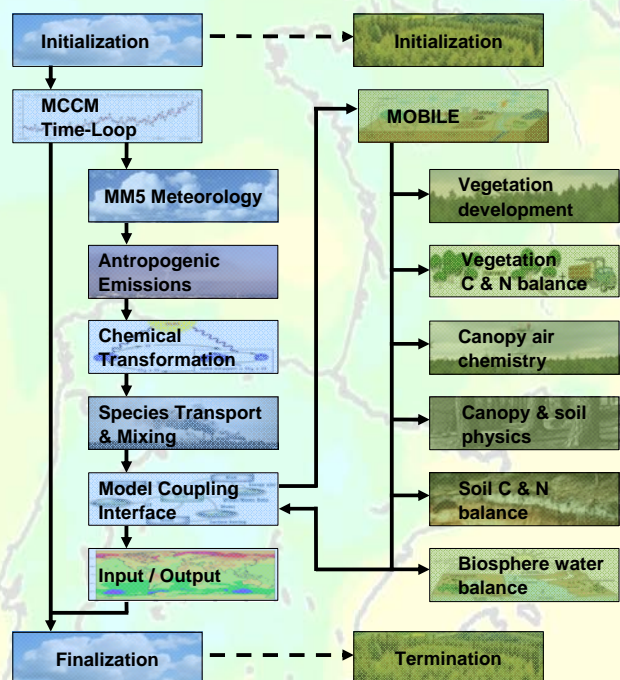 Initialization
Initialization
MCCM
Time-Loop
MOBILE
MM5 Meteorology
Vegetation
development
Antropogenic
Emissions
Vegetation
C & N balance
Chemical
Transformation
Canopy air
chemistry
Species Transport
& Mixing
Canopy & soil
physics
Model Coupling
Interface
Soil C & N
balance
Input / Output
Biosphere water
balance
Finalization
Termination